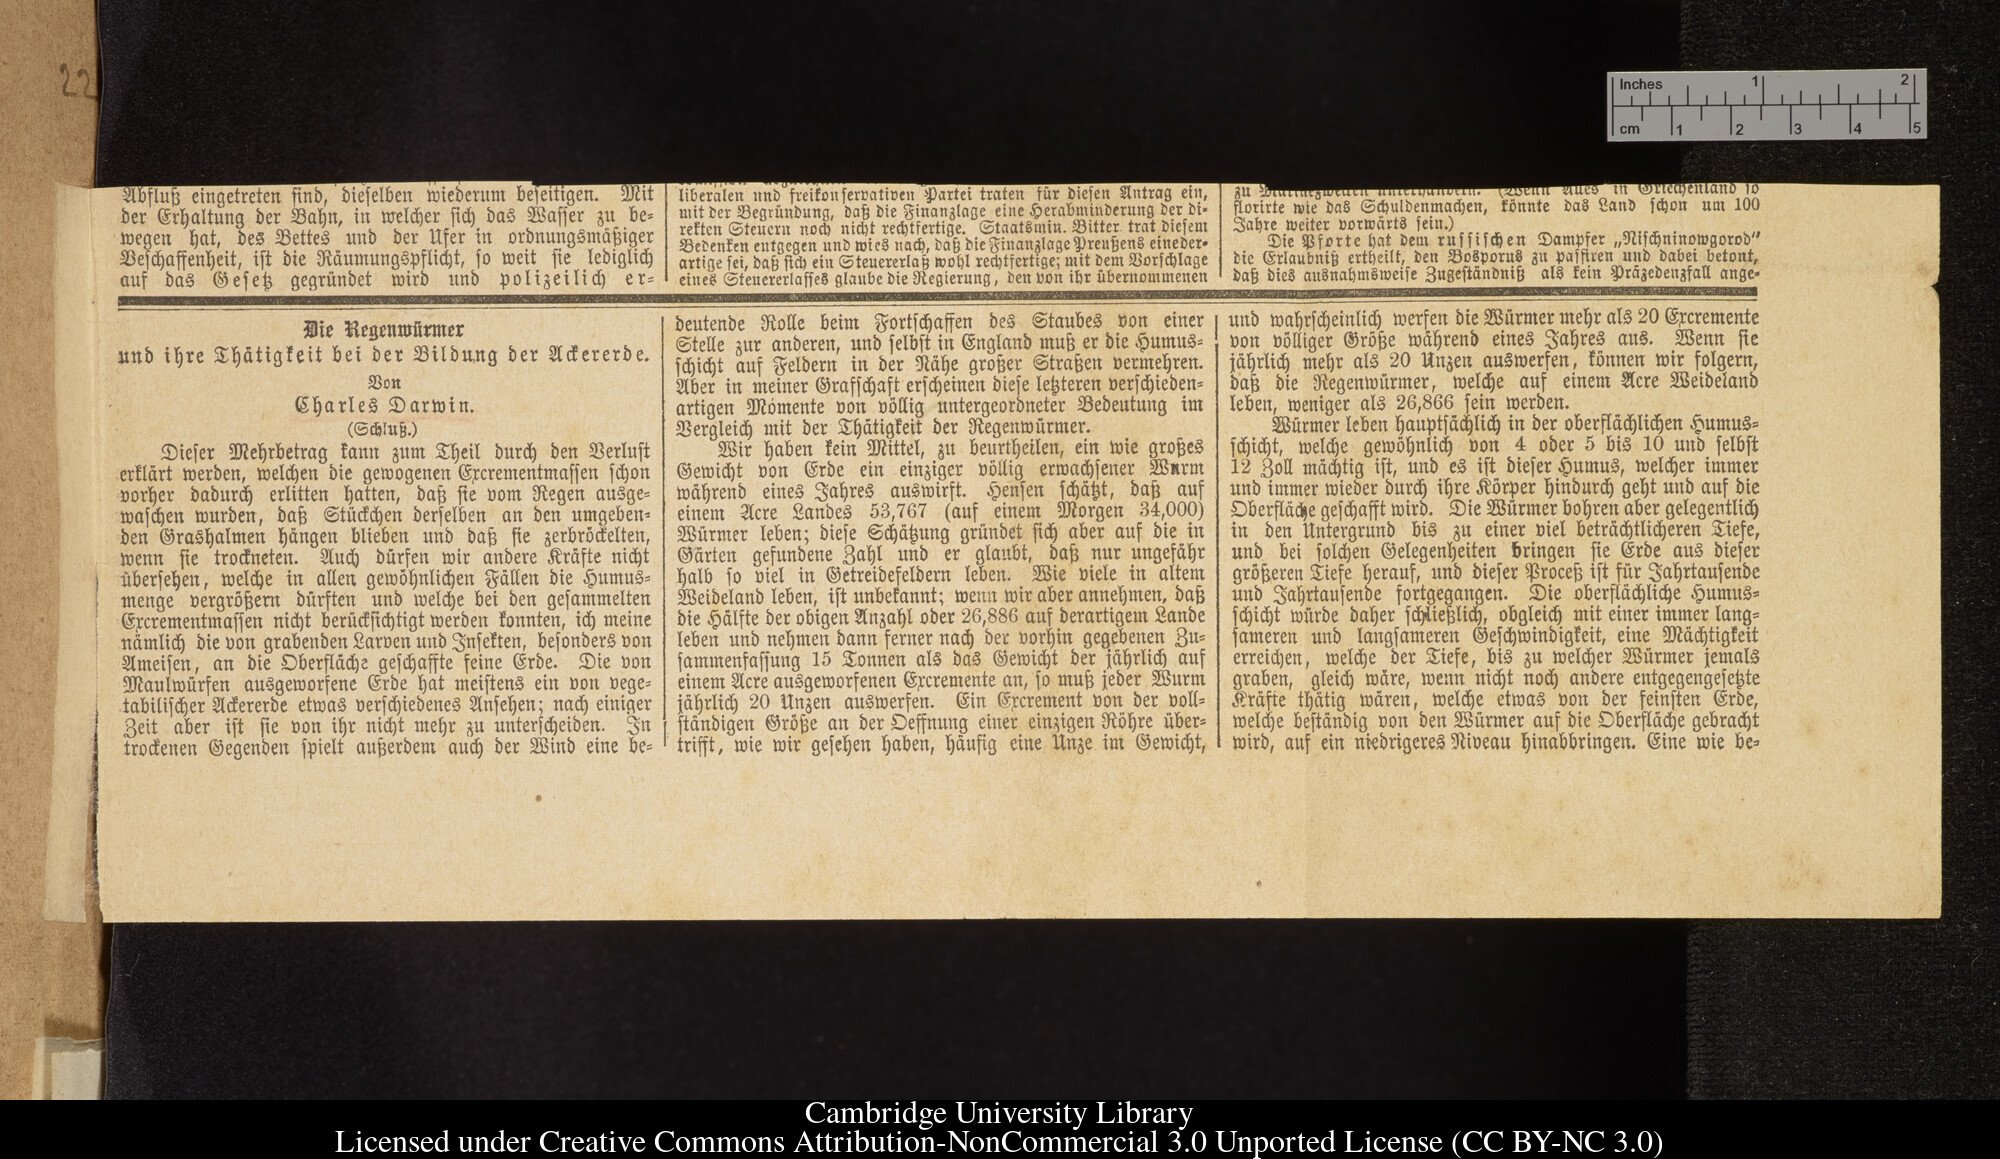 22
Inches 1 2
cm 1 2 3 4 5
Abfluß eingetreten sind, dieselben wiederum beseitigen. Mit
der Erhaltung der Bahn, in welcher sich das Wasser zu be-
wegen hat, des Bettes und der Ufer in ordnungsmäßiger
Beschaffenheit, ist die Räumungspflicht, so weit sie lediglich
auf das Gesetz gegründet wird und polizeilich er-
liberalen und freikonservativen Partei traten für diesen Antrag ein,
mit der Begründung, daß die Finanzlage eine Herabminderung der di-
rekten Steuern noch nicht rechtfertige. Staatsmin. Bitter trat diesem
Bedenken entgegen und wies nach, daß die Finanzlage Preußens eineder-
artige sei, daß sich ein Steuererlaß wohl rechtfertige; mit dem Vorschlage
eines Steuererlasses glaube die Regierung, den von ihr übernommenen
zu (Wenn Alles in Griechenland so
florirte wie das Schuldenmachen, könnte das Land schon um 100
Jahre weiter vorwärts sein.)
Die Pforte hat dem russischen Dampfer „Nischninowgorod“
die Erlaubniß ertheilt, den Bosporus zu passiren und dabei betont,
daß dies ausnahmsweise Zugeständniß als kein Präzedenzfall ange-
Die Regenwürmer
und ihre Thätigkeit bei der Bildung der Ackererde.
Von
Charles Darwin.
(Schluß.)
Dieser Mehrbetrag kann zum Theil durch den Verlust
erklärt werden, welchen die gewogenen Excrementmassen schon
vorher dadurch erlitten hatten, daß sie vom Regen ausge-
waschen wurden, daß Stückchen derselben an den umgeben-
den Grashalmen hängen blieben und daß sie zerbröckelten,
wenn sie trockneten. Auch dürfen wir andere Kräfte nicht
übersehen, welche in allen gewöhnlichen Fällen die Humus-
menge vergrößern dürften und welche bei den gesammelten
Excrementmassen nicht berücksichtigt werden konnten, ich meine
nämlich die von grabenden Larven und Insekten, besonders von
Ameisen, an die Oberfläche geschaffte feine Erde. Die von
Maulwürfen ausgeworfene Erde hat meistens ein von vege-
tabilischer Ackererde etwas verschiedenes Ansehen; nach einiger
Zeit aber ist sie von ihr nicht mehr zu unterscheiden. In
trockenen Gegenden spielt außerdem auch der Wind eine be-
deutende Rolle beim Fortschaffen des Staubes von einer
Stelle zur anderen, und selbst in England muß er die Humus-
schicht auf Feldern in der Nähe großer Straßen vermehren.
Aber in meiner Grafschaft erscheinen diese letzteren verschieden-
artigen Momente von völlig untergeordneter Bedeutung im
Vergleich mit der Thätigkeit der Regenwürmer.
Wir haben kein Mittel, zu beurtheilen, ein wie großes
Gewicht von Erde ein einziger völlig erwachsener Wurm
während eines Jahres auswirft. Hensen schätzt, daß auf
einem Acre Landes 53,767 (auf einem Morgen 34,000)
Würmer leben; diese Schätzung gründet sich aber auf die in
Gärten gefundene Zahl und er glaubt, daß nur ungefähr
halb so viel in Getreidefeldern leben. Wie viele in altem
Weideland leben, ist unbekannt; wenn wir aber annehmen, daß
die Hälfte der obigen Anzahl oder 26,886 auf derartigem Lande
leben und nehmen dann ferner nach der vorhin gegebenen Zu-
sammenfassung 15 Tonnen als das Gewicht der jährlich auf
einem Acre ausgeworfenen Excremente an, so muß jeder Wurm
jährlich 20 Unzen auswerfen. Ein Excrement von der voll-
ständigen Größe an der Oeffnung einer einzigen Röhre über-
trifft, wie wir gesehen haben, häufig eine Unze im Gewicht,
und wahrscheinlich werfen die Würmer mehr als 20 Excremente
von völliger Größe während eines Jahres aus. Wenn sie
jährlich mehr als 20 Unzen auswerfen, können wir folgern,
daß die Regenwürmer, welche auf einem Acre Weideland
leben, weniger als 26,866 sein werden.
Würmer leben hauptsächlich in der oberflächlichen Humus-
schicht, welche gewöhnlich von 4 oder 5 bis 10 und selbst
12 Zoll mächtig ist, und es ist dieser Humus, welcher immer
und immer wieder durch ihre Körper hindurch geht und auf die
Oberfläche geschafft wird. Die Würmer bohren aber gelegentlich
in den Untergrund bis zu einer viel beträchtlicheren Tiefe,
und bei solchen Gelegenheiten bringen sie Erde aus dieser
größeren Tiefe herauf, und dieser Proceß ist für Jahrtausende
und Jahrtausende fortgegangen. Die oberflächliche Humus-
schicht würde daher schließlich, obgleich mit einer immer lang-
sameren und langsameren Geschwindigkeit, eine Mächtigkeit
erreichen, welche der Tiefe, bis zu welcher Würmer jemals
graben, gleich wäre, wenn nicht noch andere entgegengesetzte
Kräfte thätig wären, welche etwas von der feinsten Erde,
welche beständig von den Würmer auf die Oberfläche gebracht
wird, auf ein niedrigeres Niveau hinabbringen. Eine wie be-
Cambridge University Library
Licensed under Creative Commons Attribution-NonCommercial 3.0 Unported License (CC BY-NC 3.0)